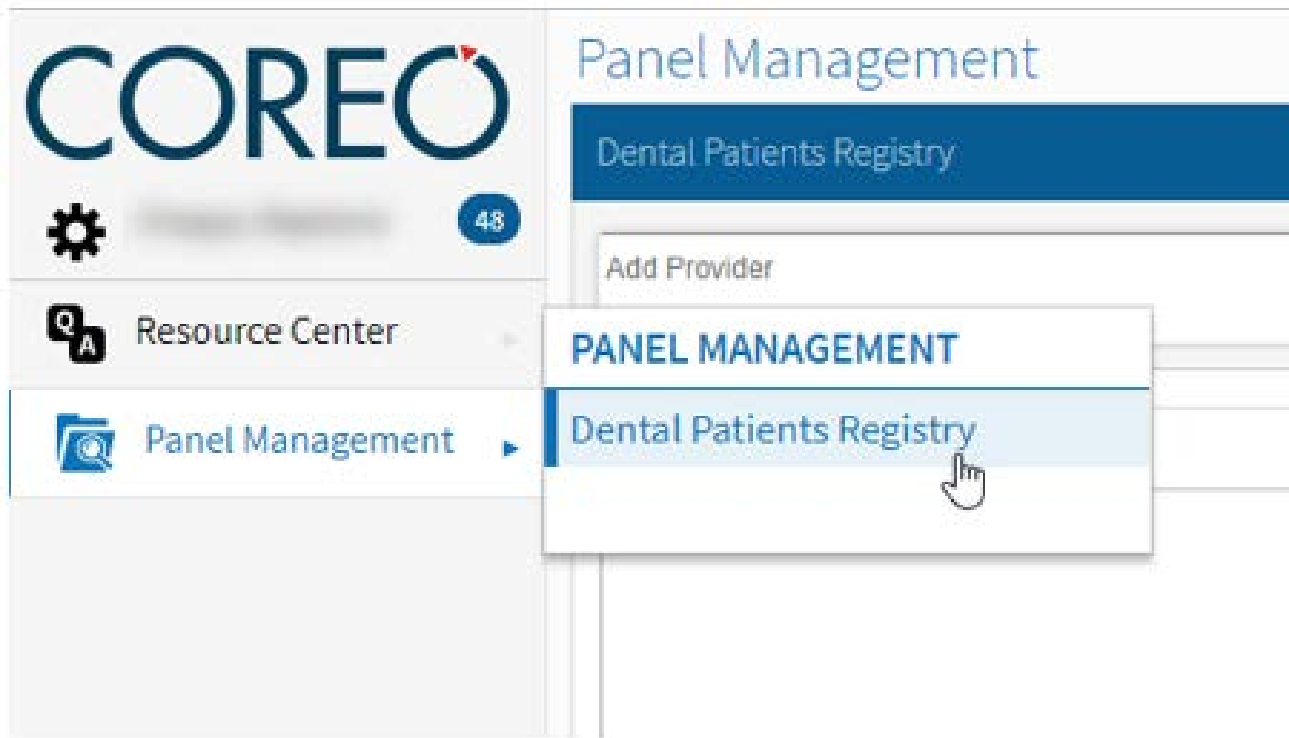 COREO
48
Resource Center
Panel Management
Panel Management
Dental Patients Registry
Add Provider
PANEL MANAGEMENT
Dental Patients Registry